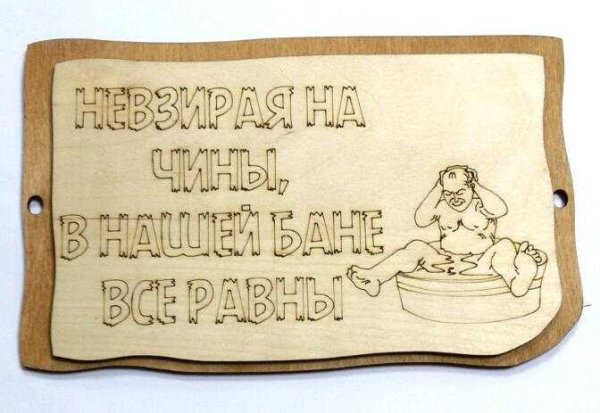 НЕВЗИРАЯ НА
ЧИНЫ,
В НАШЕЙ БАНЕ
ВСЕ РАВНЫ